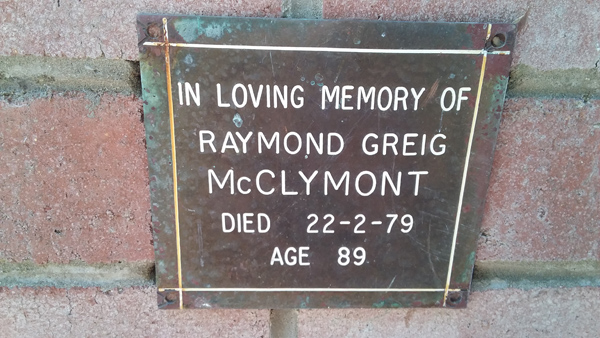 IN LOVING MEMORY OF
RAYMOND GREIG
McCLYMONT
DIED 22-2-79
AGE 89